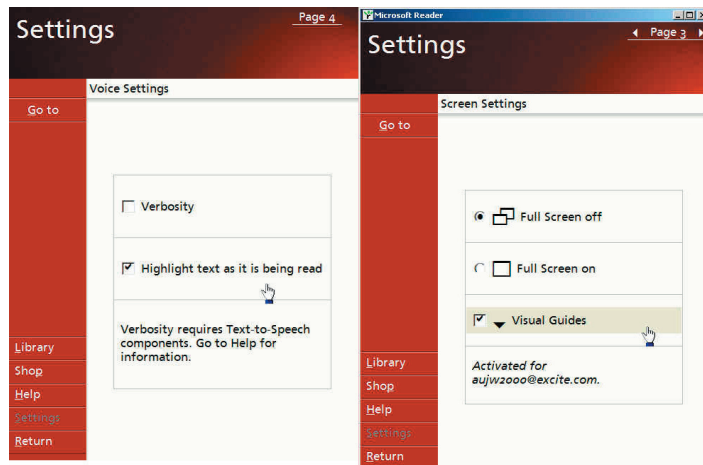 Settings
Page 4
Voice Settings
Go to
Verbosity
Highlight text as it is being read
Verbosity requires Text-to-Speech
components. Go to Help for
information.
Library
Shop
Help
Settings
Return
Microsoft Reader
Settings
Page 3
Screen Settings
Go to
Full Screen off
Full Screen on
Visual Guides
Activated for
aujw2000@excite.com.
Library
Shop
Help
Settings
Return